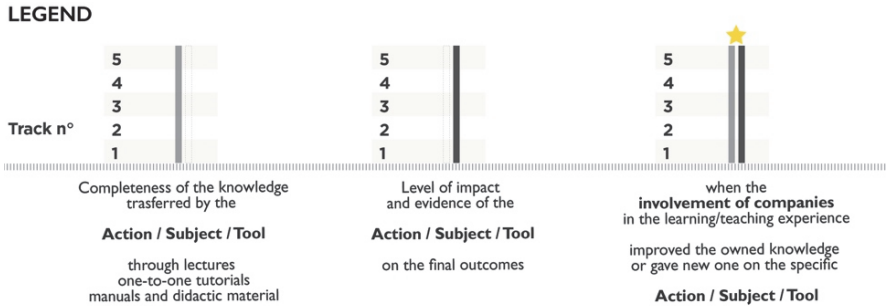 LEGEND
5
4
3
Track n° 2
1
Completeness of the knowledge
trasferred by the
Action / Subject / Tool
through lectures
one-to-one tutorials
manuals and didactic material
5
4
3
2
1
Level of impact
and evidence of the
Action / Subject / Tool
on the final outcomes
5
4
3
2
1
when the
involvement of companies
in the learning/teaching experience
improved the owned knowledge
or gave new one on the specific
Action / Subject / Tool